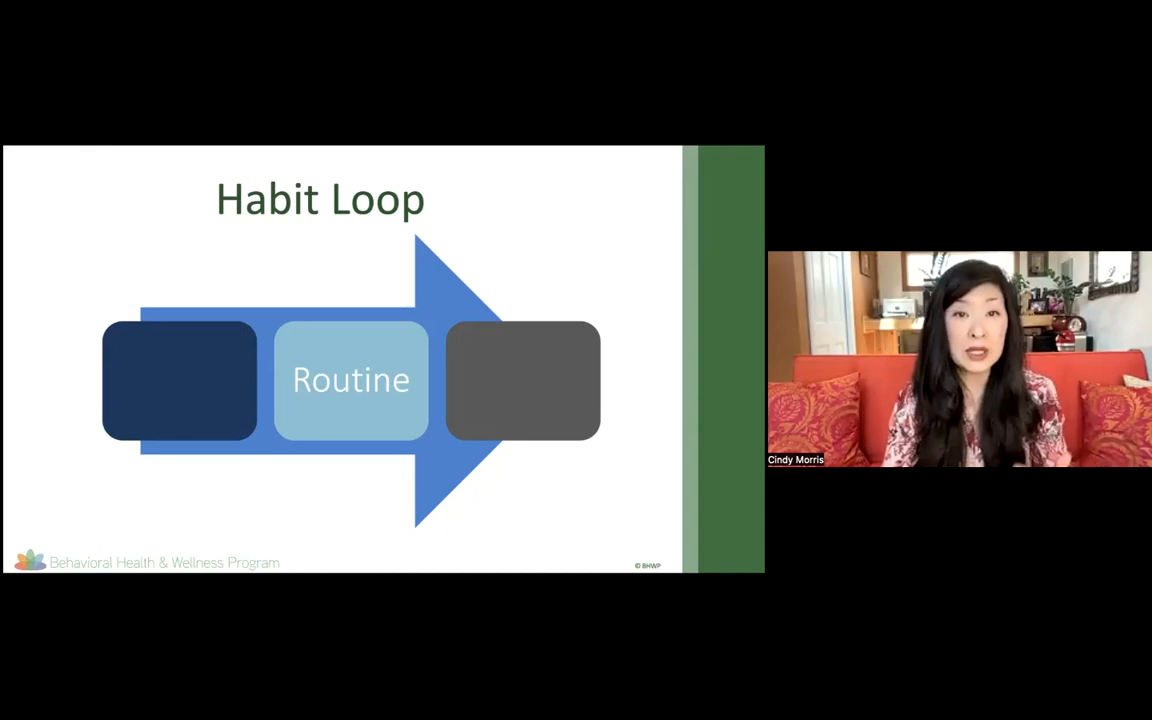 Habit Loop
Routine
Behavioral Health & Wellness Program
© BHWP
Cindy Morris